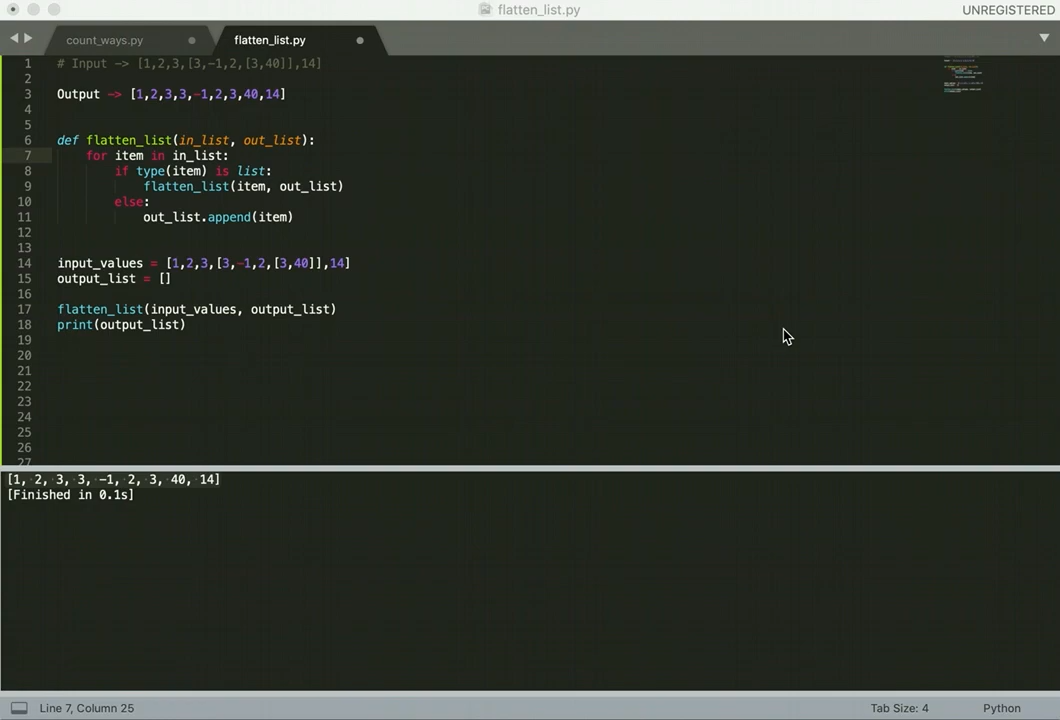 flatten_list.py
UNREGISTERED
count_ways.py
flatten_list.py
1 # Input -> [1,2,3,[3,-1,2,[3,40]],14]
2
3 Output -> [1,2,3,3,-1,2,3,40,14]
4
5
6 def flatten_list(in_list, out_list):
7 for item in in_list:
8 if type(item) is list:
9 flatten_list(item, out_list)
10 else:
11 out_list.append(item)
12
13
14 input_values = [1,2,3,[3,-1,2,[3,40]],14]
15 output_list = []
16
17 flatten_list(input_values, output_list)
18 print(output_list)
19
20
21
22
23
24
25
26
27
[1, 2, 3, 3, -1, 2, 3, 40, 14]
[Finished in 0.1s]
Line 7, Column 25
Tab Size: 4
Python